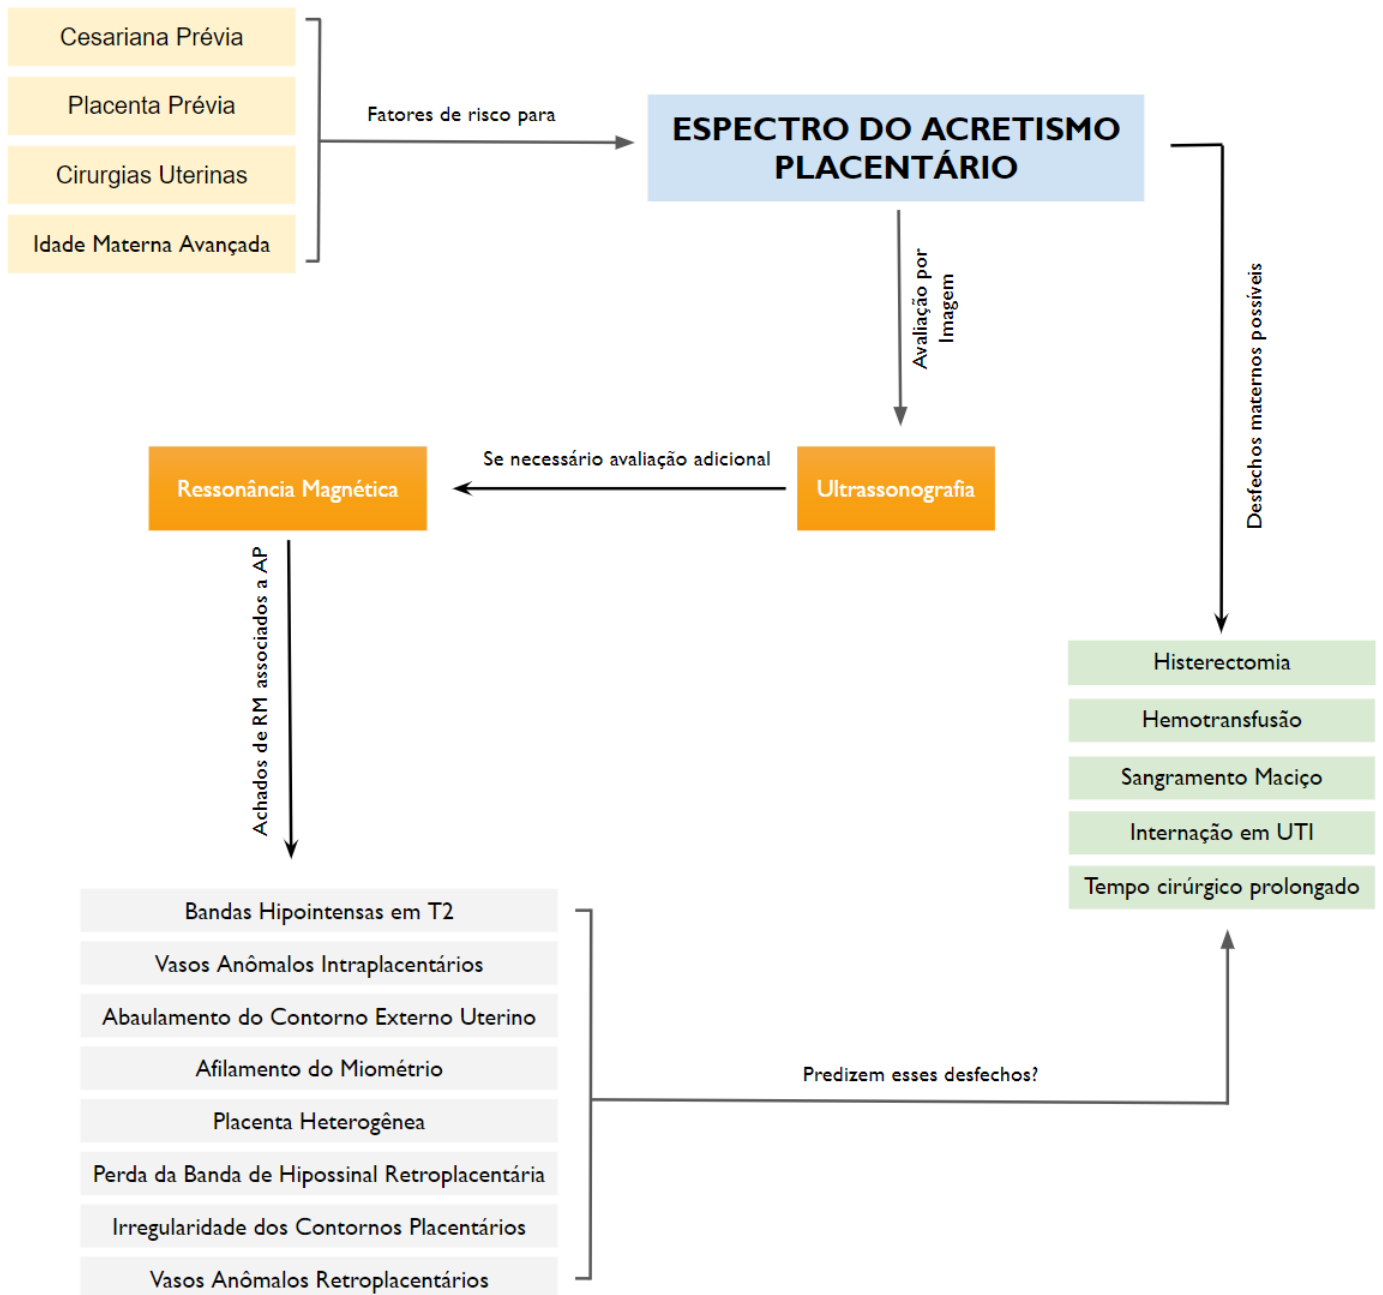 Cesariana Prévia
Placenta Prévia
Cirurgias Uterinas
Idade Materna Avançada
Fatores de risco para
ESPECTRO DO ACRETISMO
PLACENTÁRIO
Avaliação por
Imagem
Desfechos maternos possíveis
Ultrassonografia
Se necessário avaliação adicional
Ressonância Magnética
Achados de RM associados a AP
Histerectomia
Hemotransfusão
Sangramento Maciço
Internação em UTI
Tempo cirúrgico prolongado
Bandas Hipointensas em T2
Vasos Anômalos Intraplacentários
Abaulamento do Contorno Externo Uterino
Afilamento do Miométrio
Placenta Heterogênea
Perda da Banda de Hipossinal Retroplacentária
Irregularidade dos Contornos Placentários
Vasos Anômalos Retroplacentários
Predizem esses desfechos?